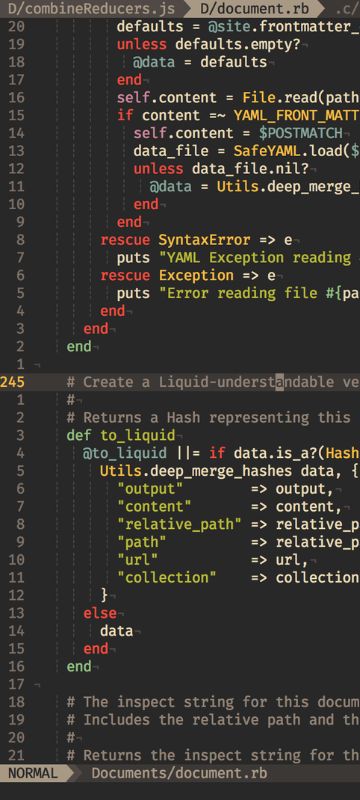 D/combineReducers.js D/document.rb .c/
20 defaults = @site.frontmatter_
19 unless defaults.empty?¬
18 @data = defaults¬
17 end¬
16 self.content = File.read(path
15 if content =~ YAML_FRONT_MATT
14 self.content = $POSTMATCH¬
13 data_file = SafeYAML.load($
12 unless data_file.nil?¬
11 @data = Utils.deep_merge_
10 end¬
9 end¬
8 rescue SyntaxError => e¬
7 puts "YAML Exception reading
6 rescue Exception => e¬
5 puts "Error reading file #{pa
4 end¬
3 end¬
2 end¬
1 ¬
245 # Create a Liquid-understandable ve
1 #¬
2 # Returns a Hash representing this
3 def to_liquid¬
4 @to_liquid ||= if data.is_a?(Hash
5 Utils.deep_merge_hashes data, {
6 "output" => output,¬
7 "content" => content,¬
8 "relative_path" => relative_p
9 "path" => relative_p
10 "url" => url,¬
11 "collection" => collection
12 }¬
13 else¬
14 data¬
15 end¬
16 end¬
17 ¬
18 # The inspect string for this docum
19 # Includes the relative path and th
20 #¬
21 # Returns the inspect string for th
NORMAL Documents/document.rb